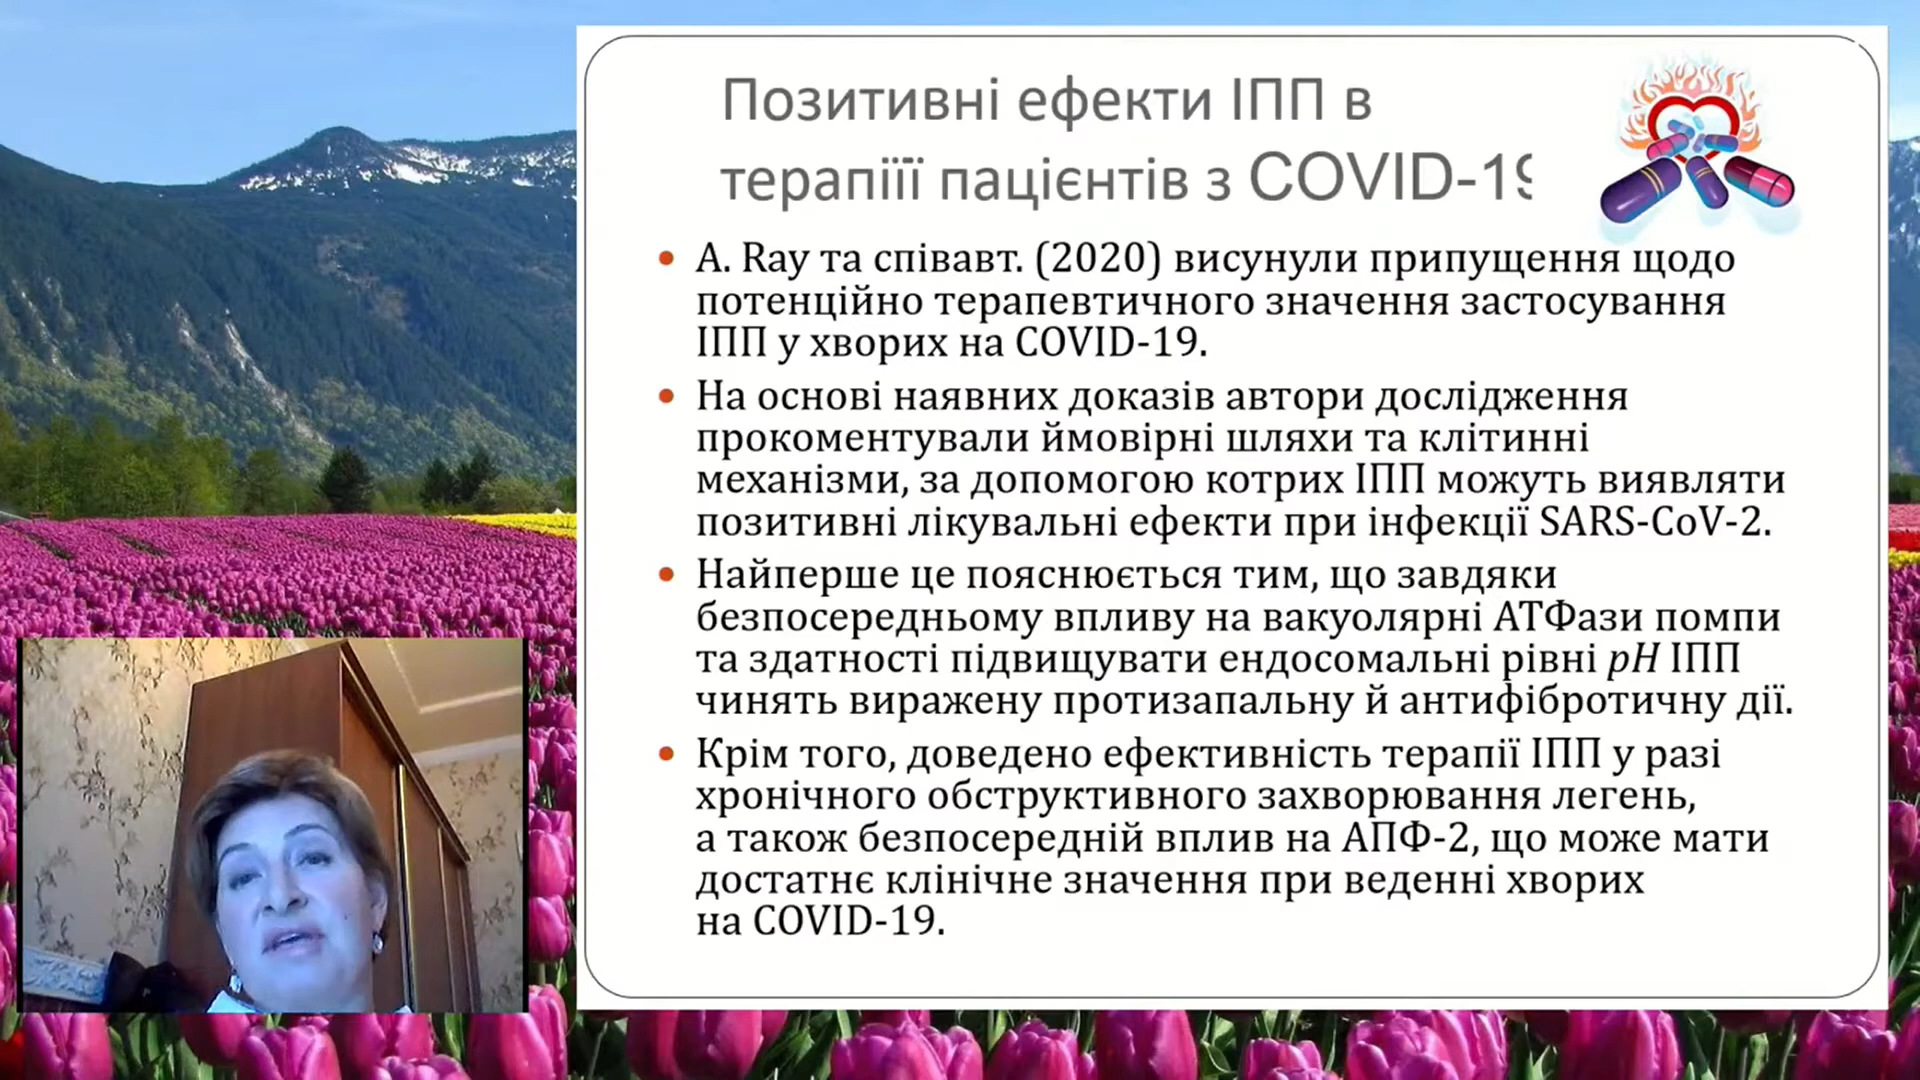 Позитивні ефекти ІПП в
терапіїї пацієнтів з COVID-19
A. Ray та співавт. (2020) висунули припущення щодо
потенційно терапевтичного значення застосування
ІПП у хворих на COVID-19.
На основі наявних доказів автори дослідження
прокоментували ймовірні шляхи та клітинні
механізми, за допомогою котрих ІПП можуть виявляти
позитивні лікувальні ефекти при інфекції SARS-CoV-2.
Найперше це пояснюється тим, що завдяки
безпосередньому впливу на вакуолярні АТФази помпи
та здатності підвищувати ендосомальні рівні pH ІПП
чинять виражену протизапальну й антифібротичну дії.
Крім того, доведено ефективність терапії ІПП у разі
хронічного обструктивного захворювання легень,
а також безпосередній вплив на АПФ-2, що може мати
достатнє клінічне значення при веденні хворих
на COVID-19.